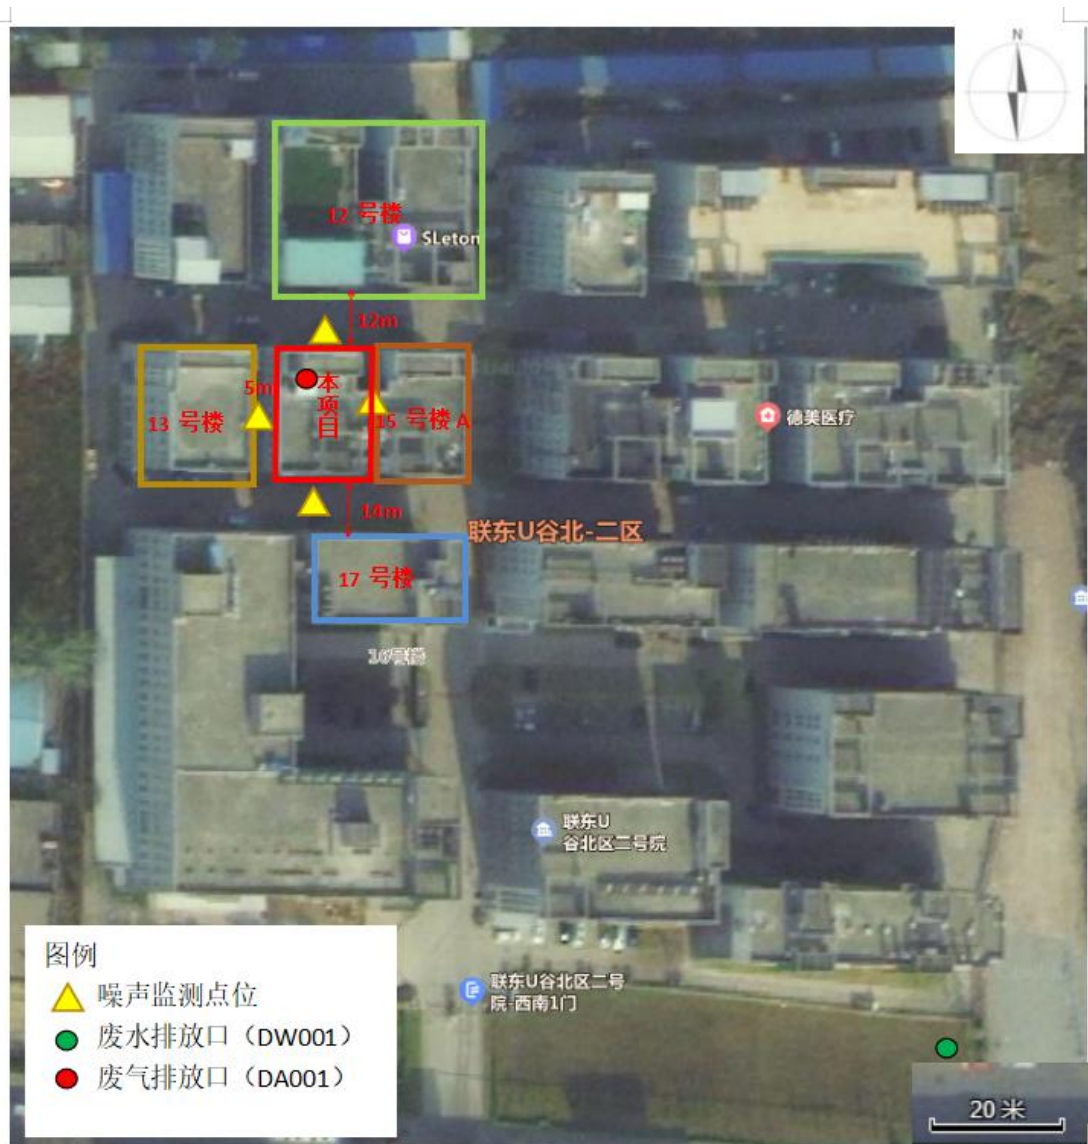 N
12 号楼
SLeton
12m
5m
本项目
13 号楼
15 号楼 A
德美医疗
14m
联东U谷北-二区
17 号楼
16号楼
联东U
谷北区二号院
联东U谷北区二号
院-西南1门
图例
噪声监测点位
废水排放口（DW001）
废气排放口（DA001）
20 米